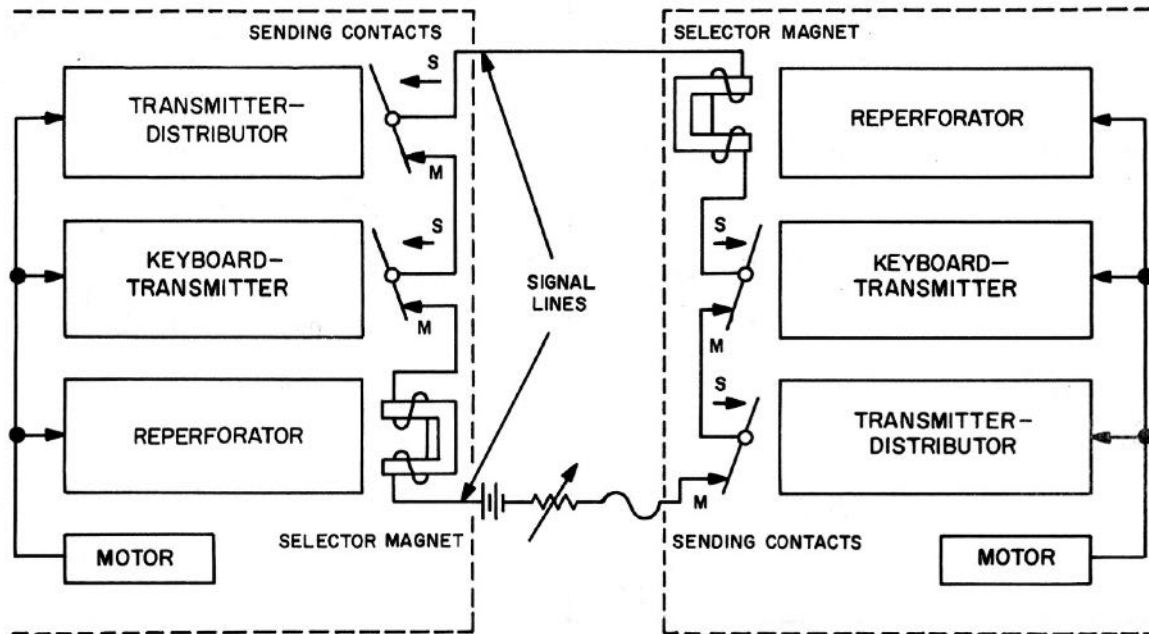 SENDING CONTACTS
S
TRANSMITTER–
DISTRIBUTOR
M
S
KEYBOARD–
TRANSMITTER
M
REPERFORATOR
SELECTOR MAGNET
MOTOR
SIGNAL
LINES
SELECTOR MAGNET
REPERFORATOR
S
KEYBOARD–
TRANSMITTER
M
S
TRANSMITTER–
DISTRIBUTOR
M
SENDING CONTACTS
MOTOR